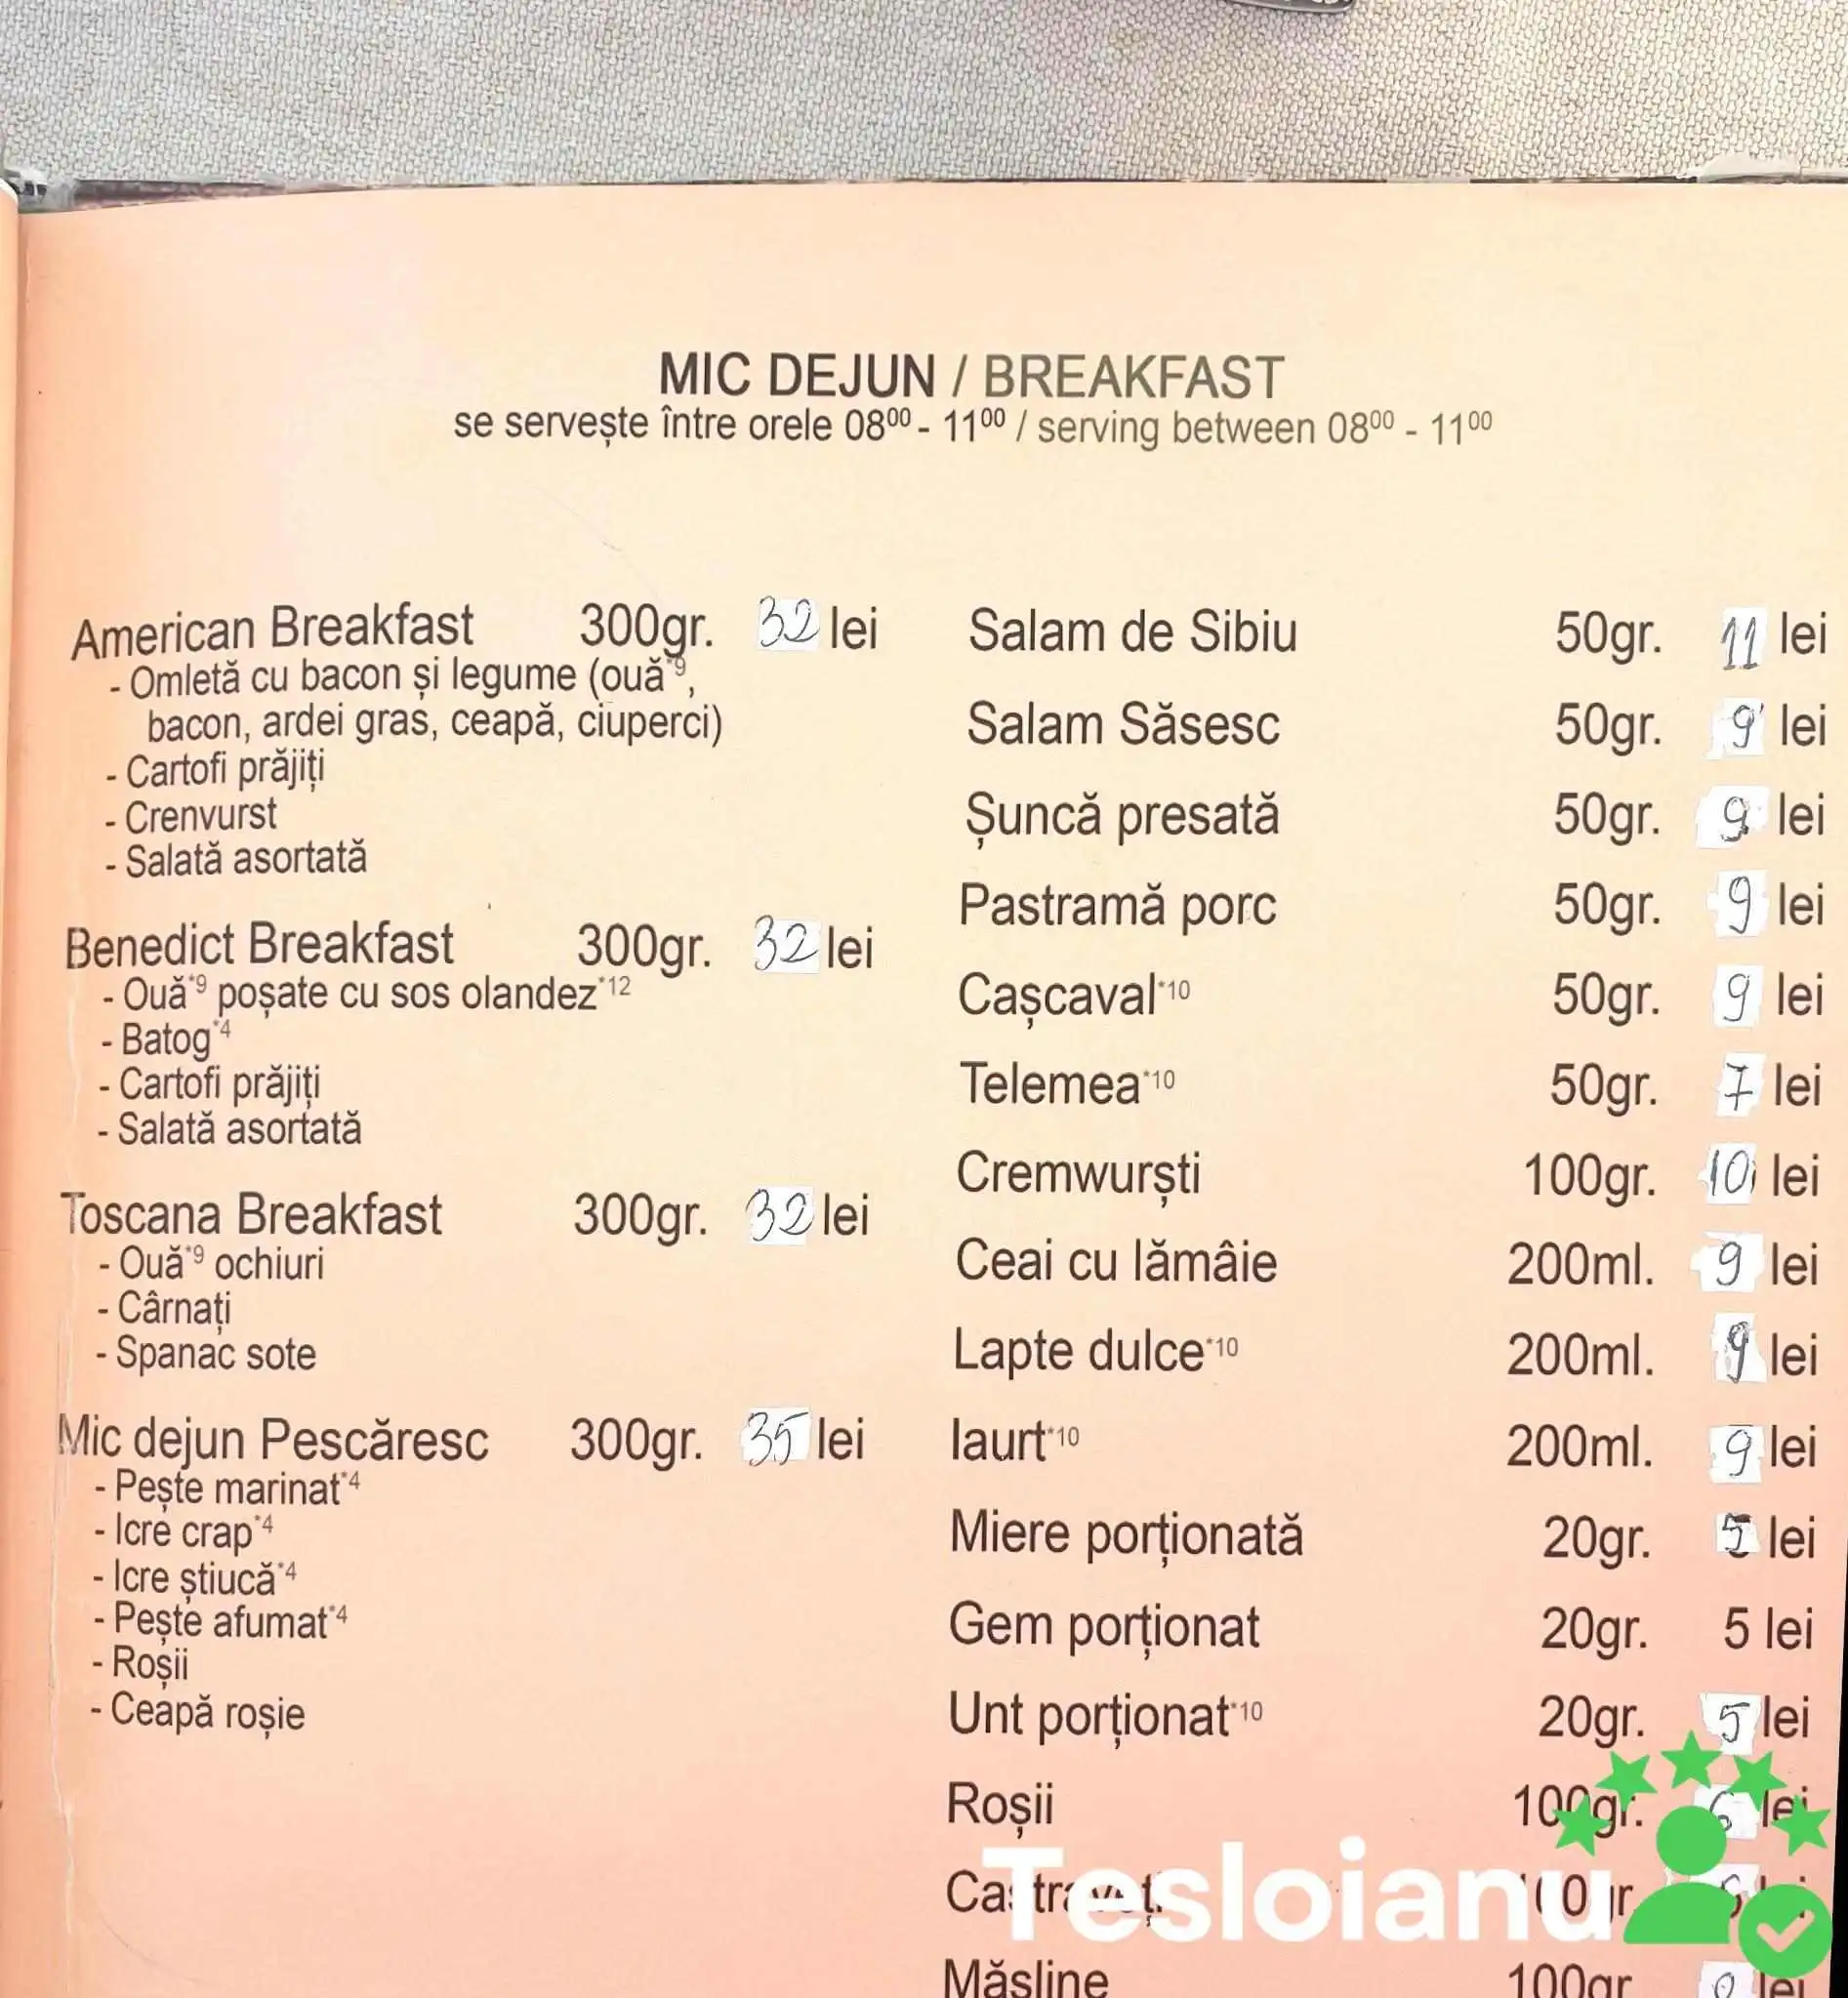 MIC DEJUN / BREAKFAST
se servește între orele 08⁰⁰ - 11⁰⁰ / serving between 08⁰⁰ - 11⁰⁰
American Breakfast 300gr. 32 lei
- Omletă cu bacon și legume (ouă*⁹,
bacon, ardei gras, ceapă, ciuperci)
- Cartofi prăjiți
- Crenvurst
- Salată asortată
Benedict Breakfast 300gr. 32 lei
- Ouă*⁹ poșate cu sos olandez*¹²
- Batog*⁴
- Cartofi prăjiți
- Salată asortată
Toscana Breakfast 300gr. 32 lei
- Ouă*⁹ ochiuri
- Cârnați
- Spanac sote
Mic dejun Pescăresc 300gr. 35 lei
- Pește marinat*⁴
- Icre crap*⁴
- Icre știucă*⁴
- Pește afumat*⁴
- Roșii
- Ceapă roșie
Salam de Sibiu 50gr. 11 lei
Salam Săsesc 50gr. 9 lei
Șuncă presată 50gr. 9 lei
Pastramă porc 50gr. 9 lei
Cașcaval*¹⁰ 50gr. 9 lei
Telemea*¹⁰ 50gr. 7 lei
Cremwurști 100gr. 10 lei
Ceai cu lămâie 200ml. 9 lei
Lapte dulce*¹⁰ 200ml. 9 lei
Iaurt*¹⁰ 200ml. 9 lei
Miere porționată 20gr. 5 lei
Gem porționat 20gr. 5 lei
Unt porționat*¹⁰ 20gr. 5 lei
Roșii 100gr. 6 lei
Castraveți 100gr
Măsline 100gr lei
Tesloianu